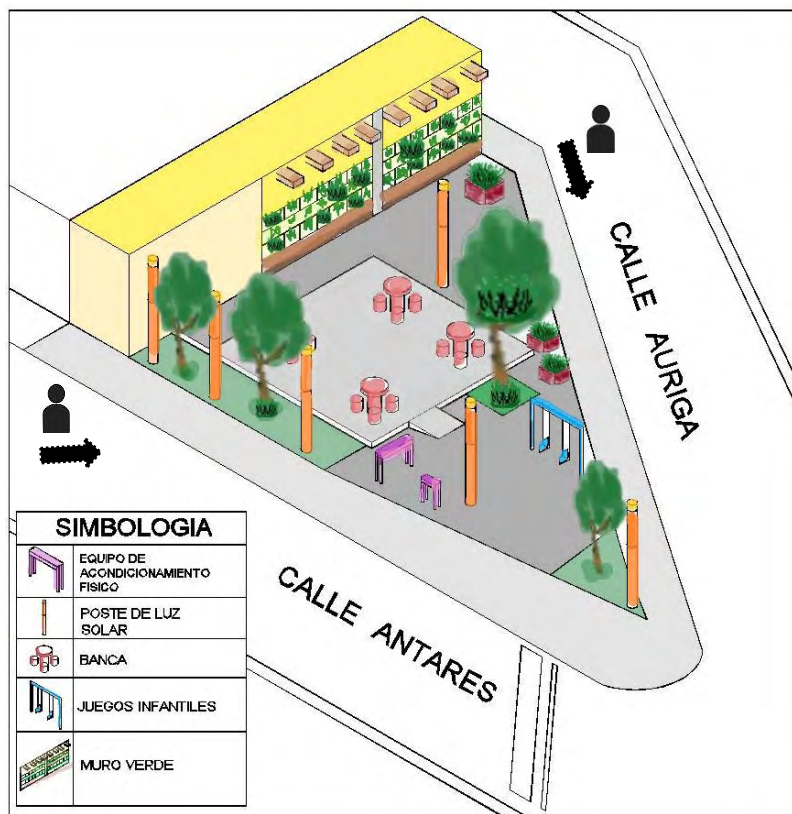 CALLE AURIGA
CALLE ANTARES
SIMBOLOGIA
EQUIPO DE
ACONDICIONAMIENTO
FISICO
POSTE DE LUZ
SOLAR
BANCA
JUEGOS INFANTILES
MURO VERDE